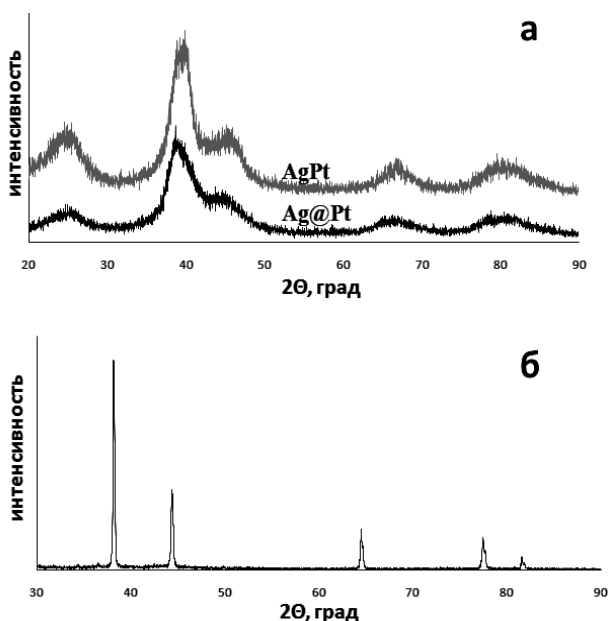 а
интенсивность
AgPt
Ag@Pt
20 30 40 50 60 70 80 90
2Θ, град
б
интенсивность
30 40 50 60 70 80 90
2Θ, град